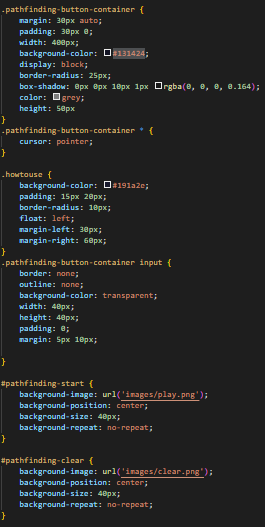 .pathfinding-button-container {
    margin: 30px auto;
    padding: 30px 0;
    width: 400px;
    background-color: #131424;
    display: block;
    border-radius: 25px;
    box-shadow: 0px 0px 10px 1px rgba(0, 0, 0, 0.164);
    color: grey;
    height: 50px
}
.pathfinding-button-container * {
    cursor: pointer;
}

.howtouse {
    background-color: #191a2e;
    padding: 15px 20px;
    border-radius: 10px;
    float: left;
    margin-left: 30px;
    margin-right: 60px;
}
.pathfinding-button-container input {
    border: none;
    outline: none;
    background-color: transparent;
    width: 40px;
    height: 40px;
    padding: 0;
    margin: 5px 10px;

}

#pathfinding-start {
    background-image: url('images/play.png');
    background-position: center;
    background-size: 40px;
    background-repeat: no-repeat;
}

#pathfinding-clear {
    background-image: url('images/clear.png');
    background-position: center;
    background-size: 40px;
    background-repeat: no-repeat;
}